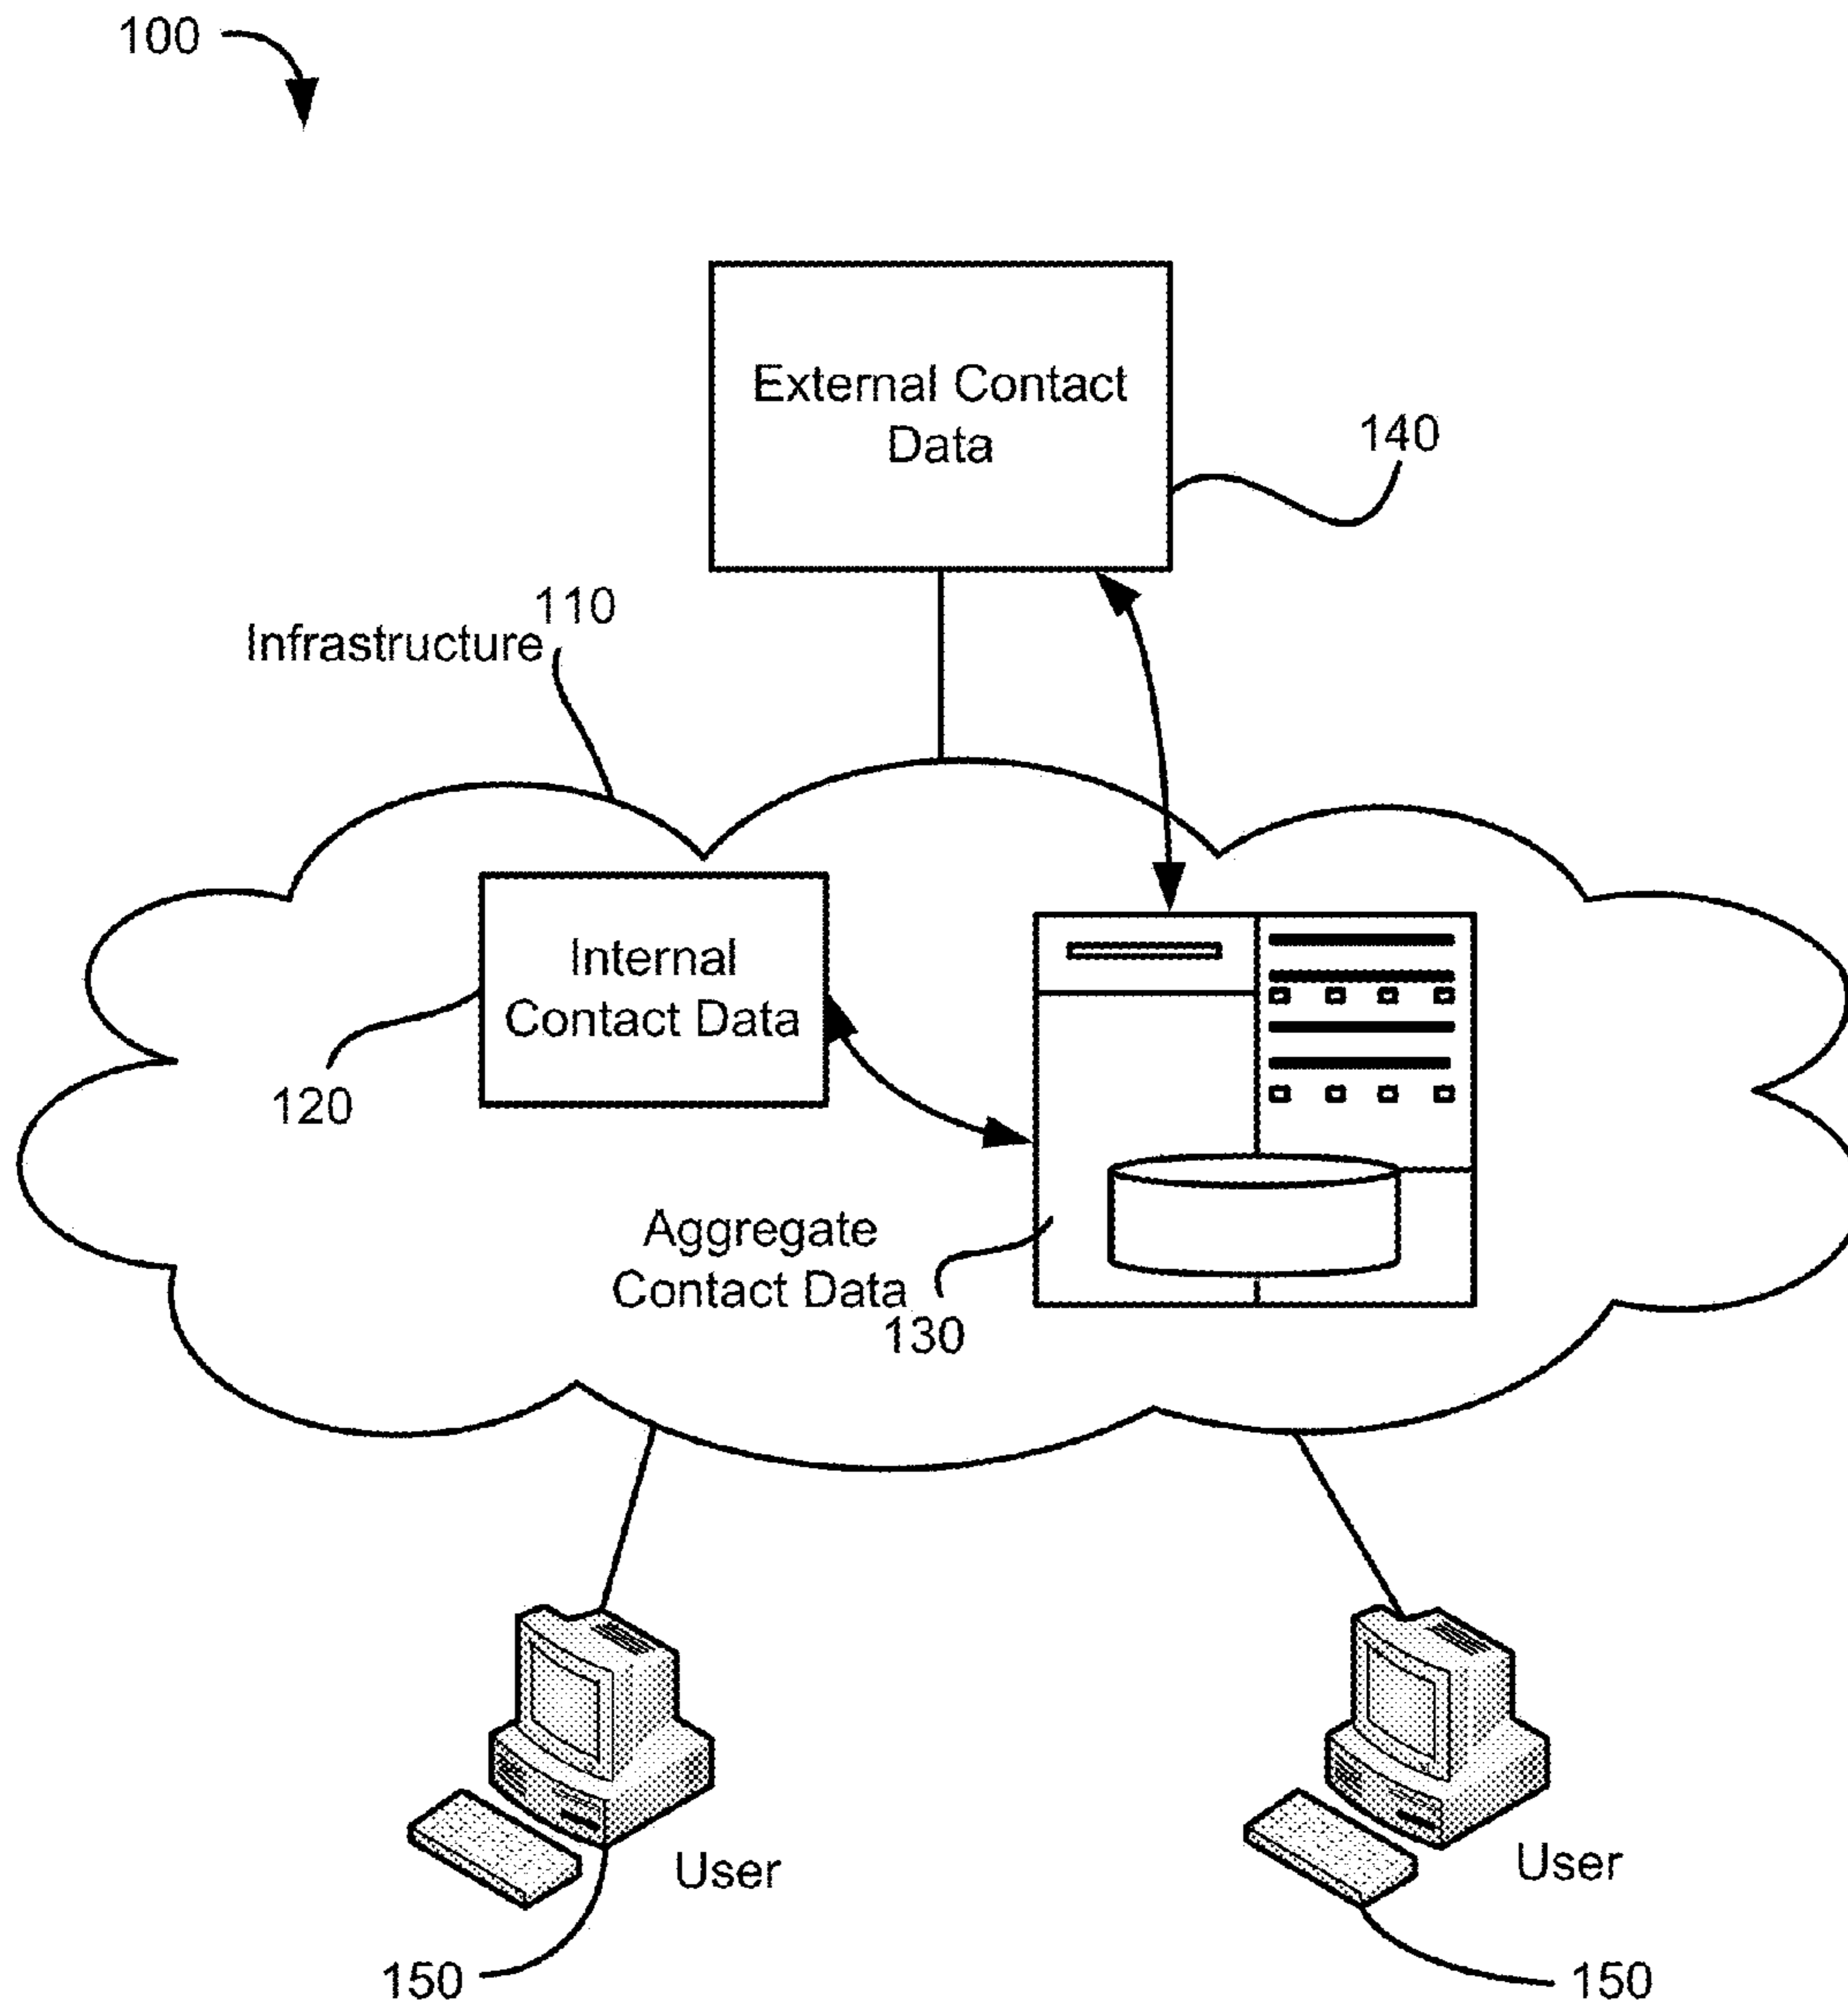 100
External Contact
Data
140
110
Infrastructure
Internal
Contact Data
120
Aggregate
Contact Data
130
User
User
150
150